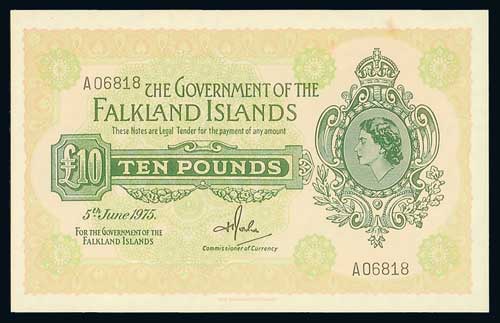 A06818
THE GOVERNMENT OF THE
FALKLAND ISLANDS
These Notes are Legal Tender for the payment of any amount
£10
TEN POUNDS
5th June 1975.
FOR THE GOVERNMENT OF THE
FALKLAND ISLANDS
Commissioner of Currency
A06818